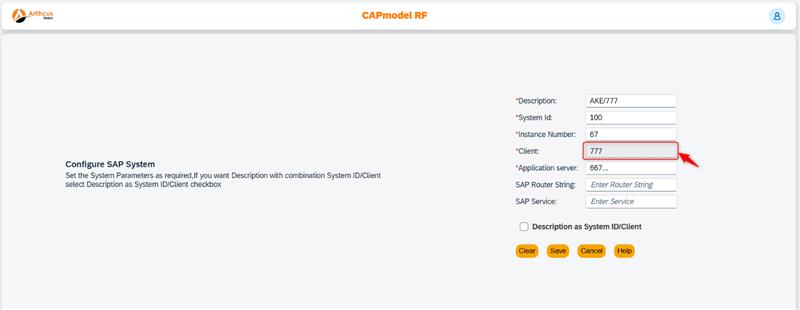 Artihcus
CAPmodel RF
*Description: AKE/777
*System Id: 100
*Instance Number: 67
*Client: 777
*Application server: 667...
SAP Router String: Enter Router String
SAP Service: Enter Service
Configure SAP System
Set the System Parameters as required,If you want Description with combination System ID/Client
select Description as System ID/Client checkbox
Description as System ID/Client
Clear Save Cancel Help